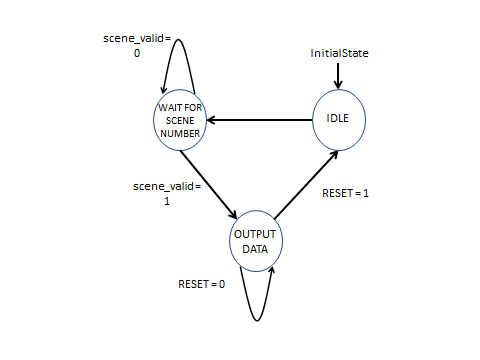 scene_valid=
0
InitialState
WAIT FOR
SCENE
NUMBER
IDLE
scene_valid=
1
RESET = 1
OUTPUT
DATA
RESET = 0